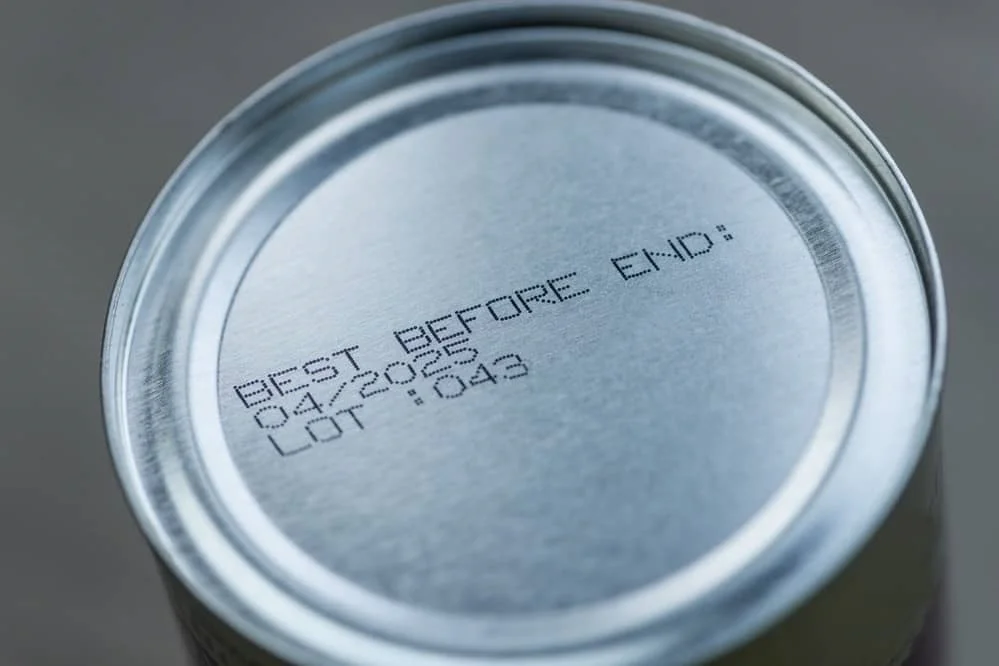 BEST BEFORE END:
04/2025
LOT :043